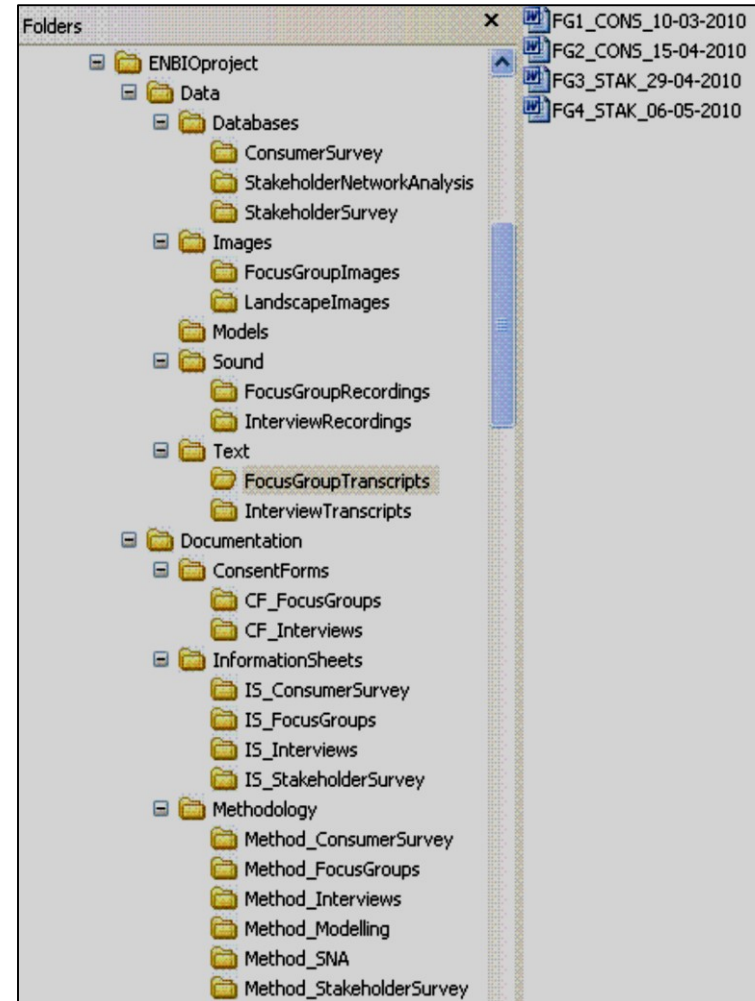 Folders
ENBIOproject
Data
Databases
ConsumerSurvey
StakeholderNetworkAnalysis
StakeholderSurvey
Images
FocusGroupImages
LandscapeImages
Models
Sound
FocusGroupRecordings
InterviewRecordings
Text
FocusGroupTranscripts
InterviewTranscripts
Documentation
ConsentForms
CF_FocusGroups
CF_Interviews
InformationSheets
IS_ConsumerSurvey
IS_FocusGroups
IS_Interviews
IS_StakeholderSurvey
Methodology
Method_ConsumerSurvey
Method_FocusGroups
Method_Interviews
Method_Modelling
Method_SNA
Method_StakeholderSurvey
FG1_CONS_10-03-2010
FG2_CONS_15-04-2010
FG3_STAK_29-04-2010
FG4_STAK_06-05-2010